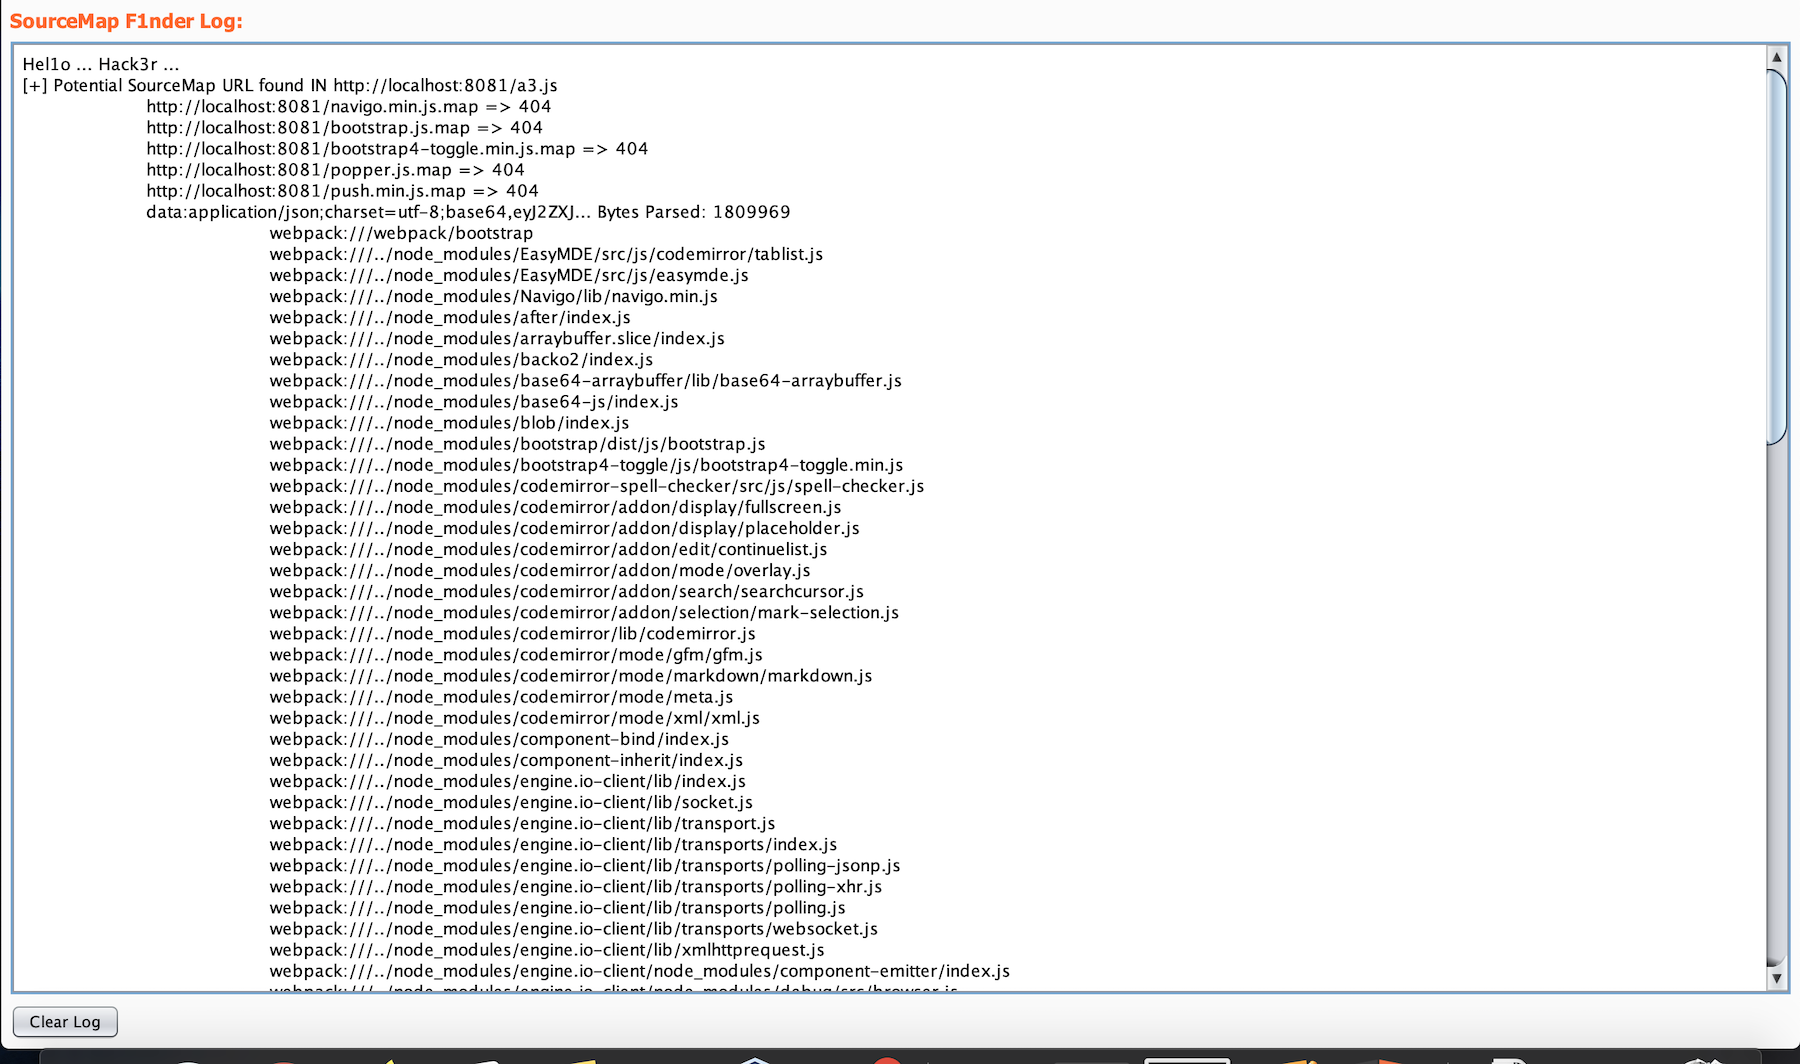 SourceMap F1nder Log:
Hel1o ... Hack3r ...
[+] Potential SourceMap URL found IN http://localhost:8081/a3.js
http://localhost:8081/navigo.min.js.map => 404
http://localhost:8081/bootstrap.js.map => 404
http://localhost:8081/bootstrap4-toggle.min.js.map => 404
http://localhost:8081/popper.js.map => 404
http://localhost:8081/push.min.js.map => 404
data:application/json;charset=utf-8;base64,eyJ2ZXJ... Bytes Parsed: 1809969
webpack:///webpack/bootstrap
webpack:///../node_modules/EasyMDE/src/js/codemirror/tablist.js
webpack:///../node_modules/EasyMDE/src/js/easymde.js
webpack:///../node_modules/Navigo/lib/navigo.min.js
webpack:///../node_modules/after/index.js
webpack:///../node_modules/arraybuffer.slice/index.js
webpack:///../node_modules/backo2/index.js
webpack:///../node_modules/base64-arraybuffer/lib/base64-arraybuffer.js
webpack:///../node_modules/base64-js/index.js
webpack:///../node_modules/blob/index.js
webpack:///../node_modules/bootstrap/dist/js/bootstrap.js
webpack:///../node_modules/bootstrap4-toggle/js/bootstrap4-toggle.min.js
webpack:///../node_modules/codemirror-spell-checker/src/js/spell-checker.js
webpack:///../node_modules/codemirror/addon/display/fullscreen.js
webpack:///../node_modules/codemirror/addon/display/placeholder.js
webpack:///../node_modules/codemirror/addon/edit/continuelist.js
webpack:///../node_modules/codemirror/addon/mode/overlay.js
webpack:///../node_modules/codemirror/addon/search/searchcursor.js
webpack:///../node_modules/codemirror/addon/selection/mark-selection.js
webpack:///../node_modules/codemirror/lib/codemirror.js
webpack:///../node_modules/codemirror/mode/gfm/gfm.js
webpack:///../node_modules/codemirror/mode/markdown/markdown.js
webpack:///../node_modules/codemirror/mode/meta.js
webpack:///../node_modules/codemirror/mode/xml/xml.js
webpack:///../node_modules/component-bind/index.js
webpack:///../node_modules/component-inherit/index.js
webpack:///../node_modules/engine.io-client/lib/index.js
webpack:///../node_modules/engine.io-client/lib/socket.js
webpack:///../node_modules/engine.io-client/lib/transport.js
webpack:///../node_modules/engine.io-client/lib/transports/index.js
webpack:///../node_modules/engine.io-client/lib/transports/polling-jsonp.js
webpack:///../node_modules/engine.io-client/lib/transports/polling-xhr.js
webpack:///../node_modules/engine.io-client/lib/transports/polling.js
webpack:///../node_modules/engine.io-client/lib/transports/websocket.js
webpack:///../node_modules/engine.io-client/lib/xmlhttprequest.js
webpack:///../node_modules/engine.io-client/node_modules/component-emitter/index.js
webpack:///../node_modules/engine.io-client/node_modules/debug/src/browser.js
Clear Log